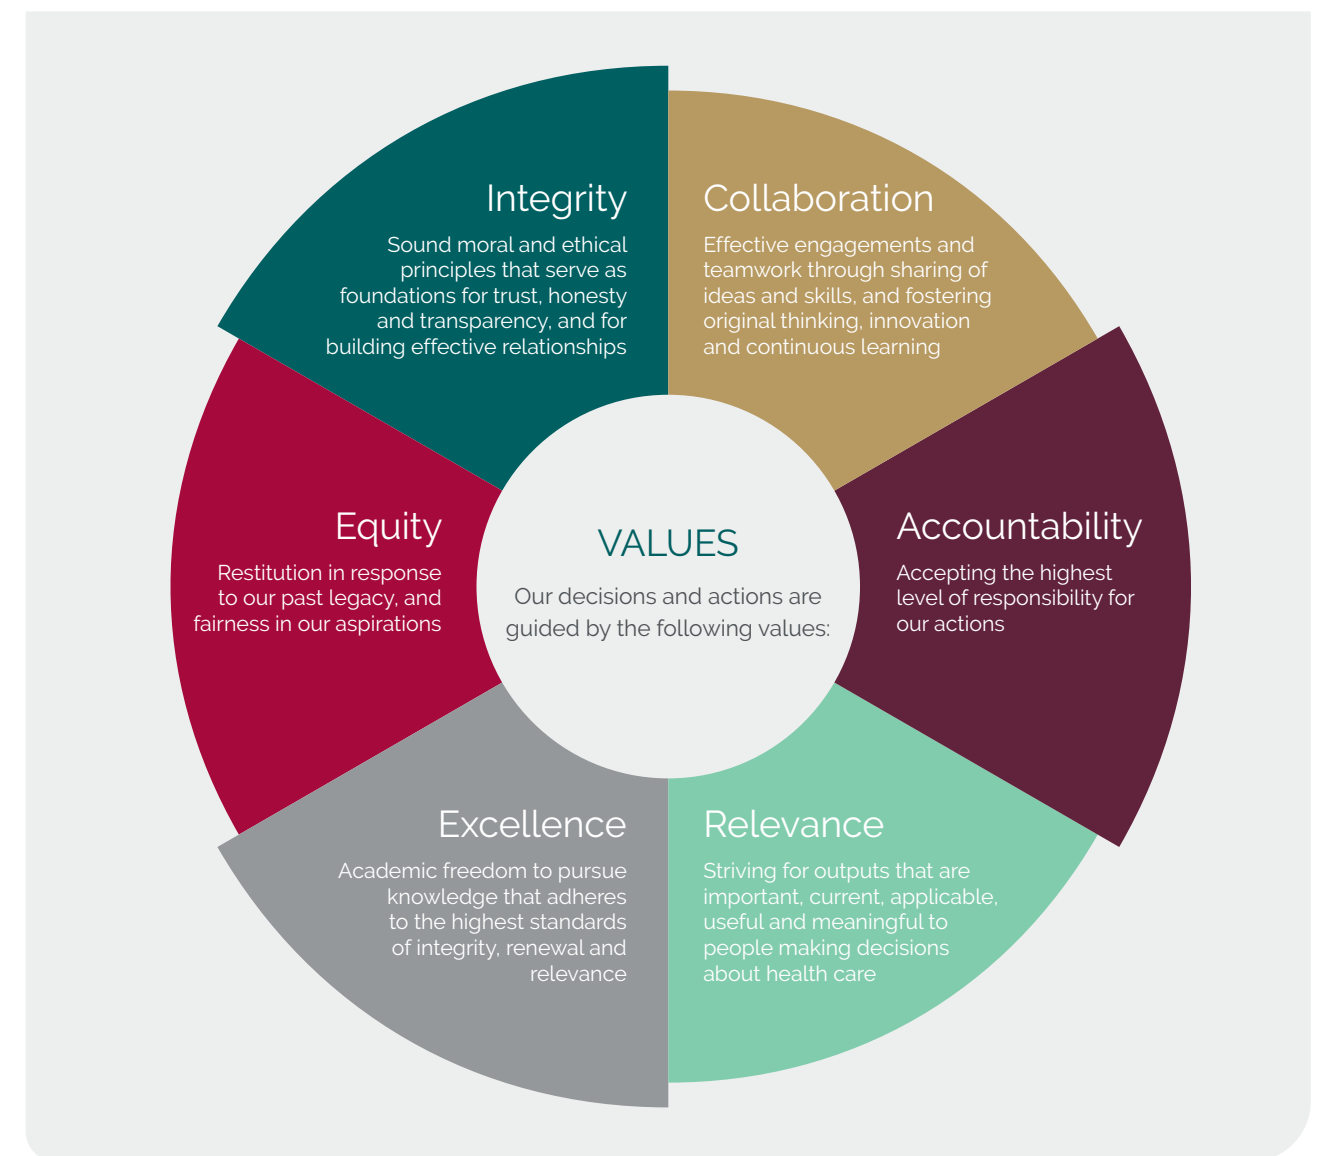 Integrity
Sound moral and ethical
principles that serve as
foundations for trust, honesty
and transparency, and for
building effective relationships
Collaboration
Effective engagements and
teamwork through sharing of
ideas and skills, and fostering
original thinking, innovation
and continuous learning
Equity
Restitution in response
to our past legacy, and
fairness in our aspirations
VALUES
Our decisions and actions are
guided by the following values:
Accountability
Accepting the highest
level of responsibility for
our actions
Excellence
Academic freedom to pursue
knowledge that adheres
to the highest standards
of integrity, renewal and
relevance
Relevance
Striving for outputs that are
important, current, applicable,
useful and meaningful to
people making decisions
about health care